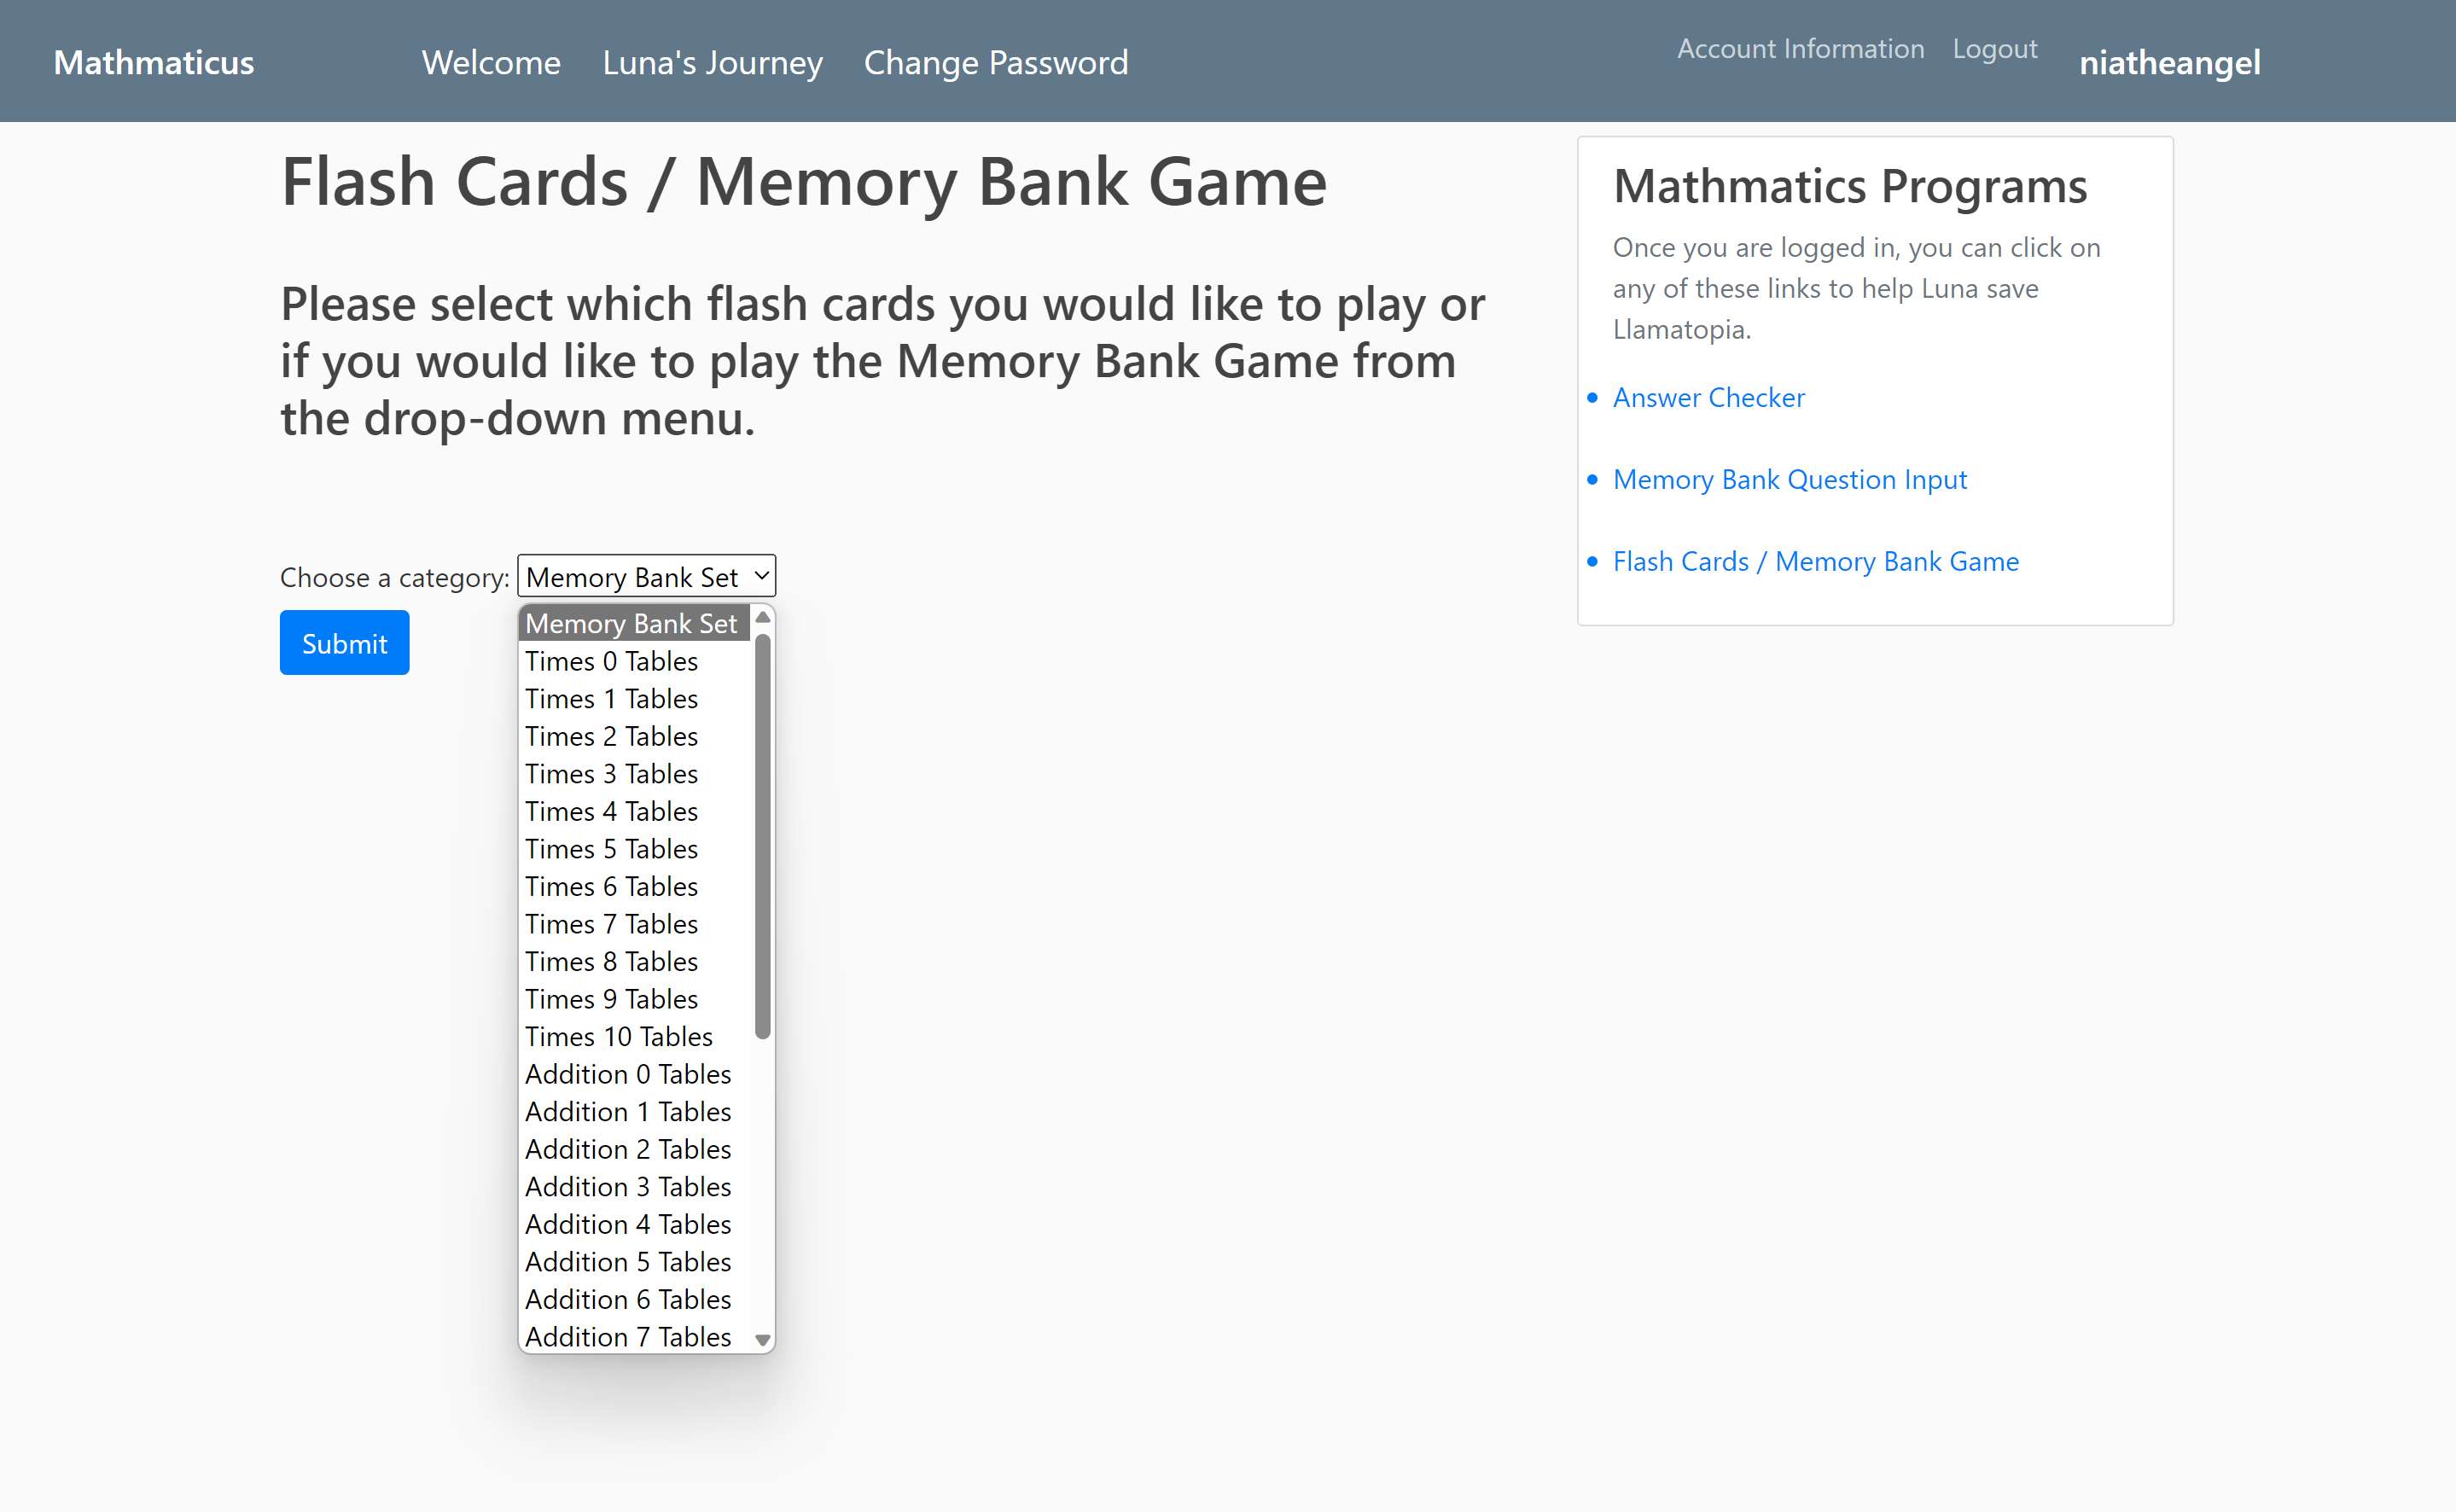 Mathmaticus Welcome Luna's Journey Change Password Account Information Logout niatheangel
Flash Cards / Memory Bank Game
Please select which flash cards you would like to play or
if you would like to play the Memory Bank Game from
the drop-down menu.
Choose a category: Memory Bank Set
Submit
Memory Bank Set
Times 0 Tables
Times 1 Tables
Times 2 Tables
Times 3 Tables
Times 4 Tables
Times 5 Tables
Times 6 Tables
Times 7 Tables
Times 8 Tables
Times 9 Tables
Times 10 Tables
Addition 0 Tables
Addition 1 Tables
Addition 2 Tables
Addition 3 Tables
Addition 4 Tables
Addition 5 Tables
Addition 6 Tables
Addition 7 Tables
Mathmatics Programs
Once you are logged in, you can click on
any of these links to help Luna save
Llamatopia.
Answer Checker
Memory Bank Question Input
Flash Cards / Memory Bank Game